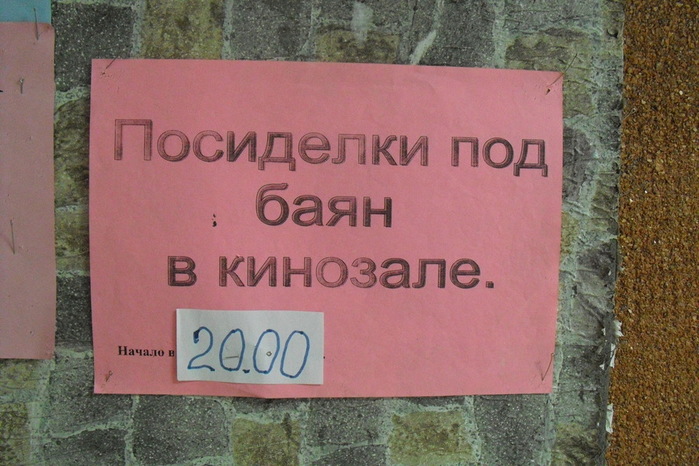 Посиделки под
баян
в кинозале.
Начало в 20.00